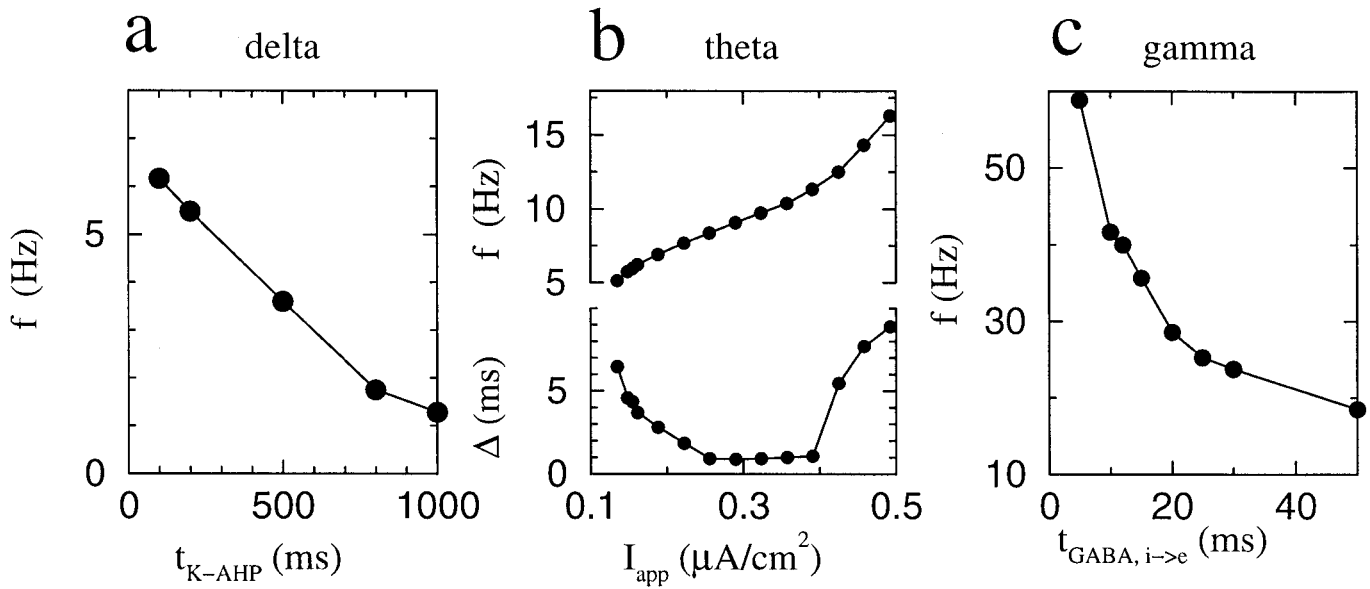 a delta
f (Hz)
5
0
0 500 1000
t_K-AHP (ms)
b theta
f (Hz)
15
10
5
Δ (ms)
5
0
0.1 0.3 0.5
I_app (μA/cm²)
c gamma
f (Hz)
50
30
10
0 20 40
t_GABA, i->e (ms)